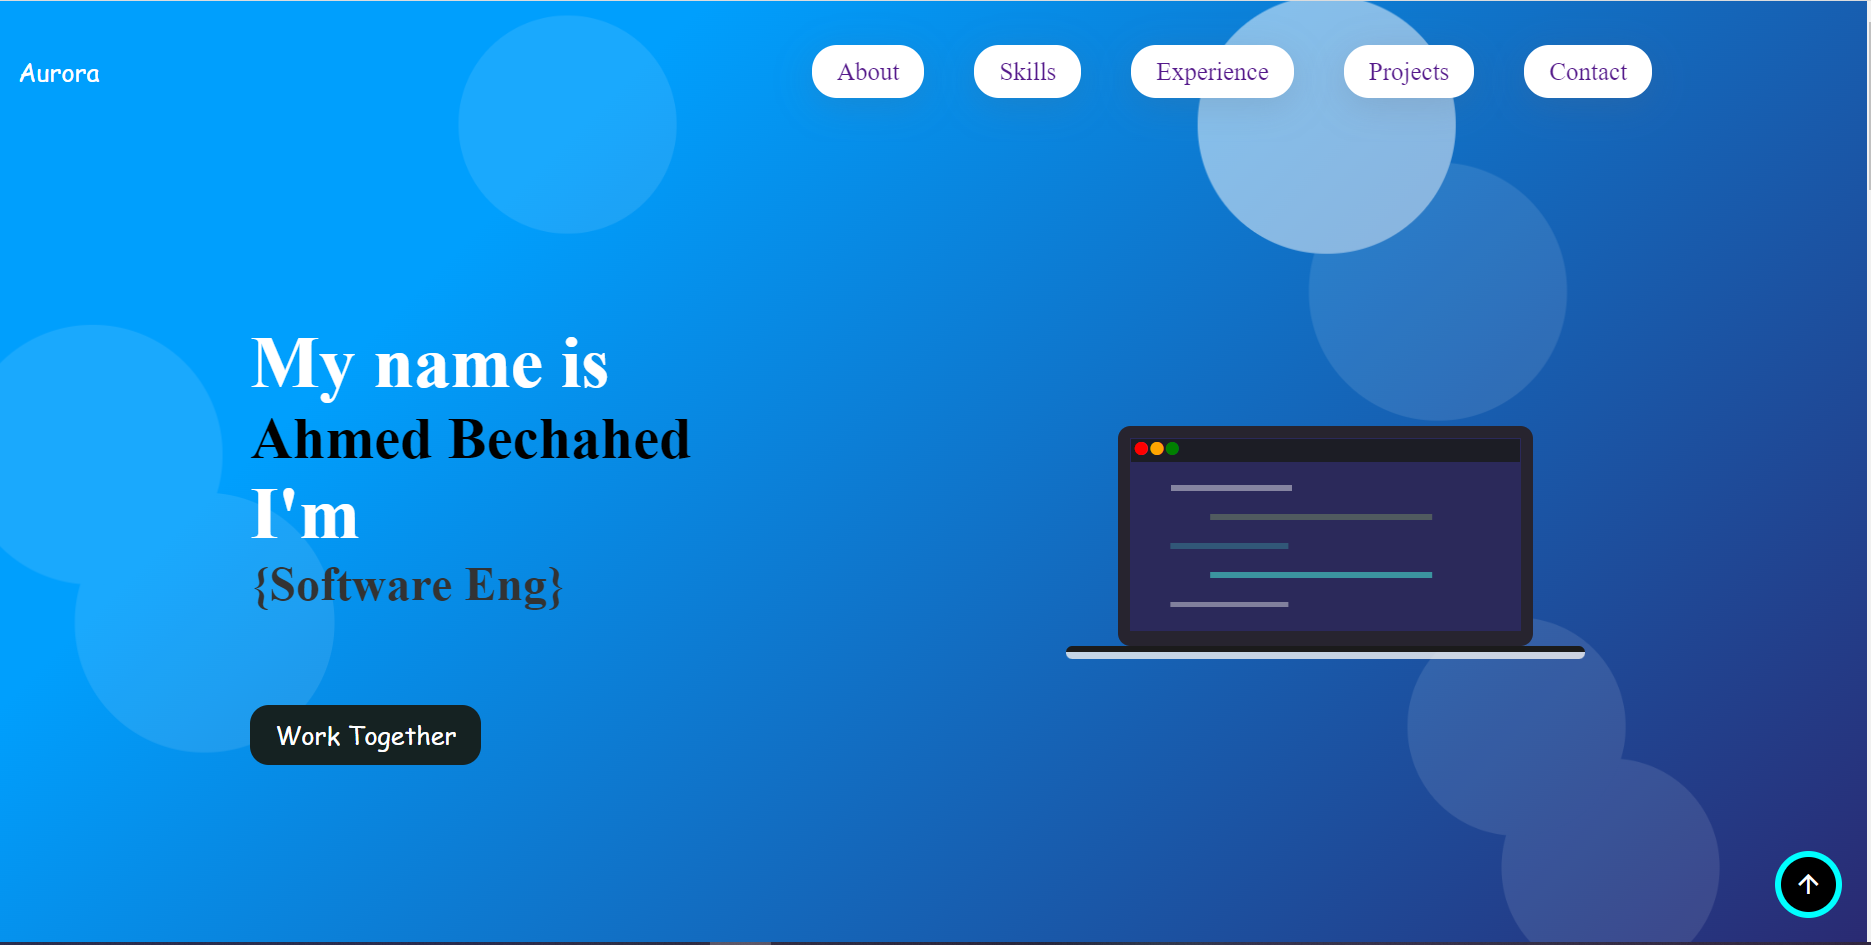 Aurora
About
Skills
Experience
Projects
Contact
My name is
Ahmed Bechahed
I'm
{Software Eng}
Work Together